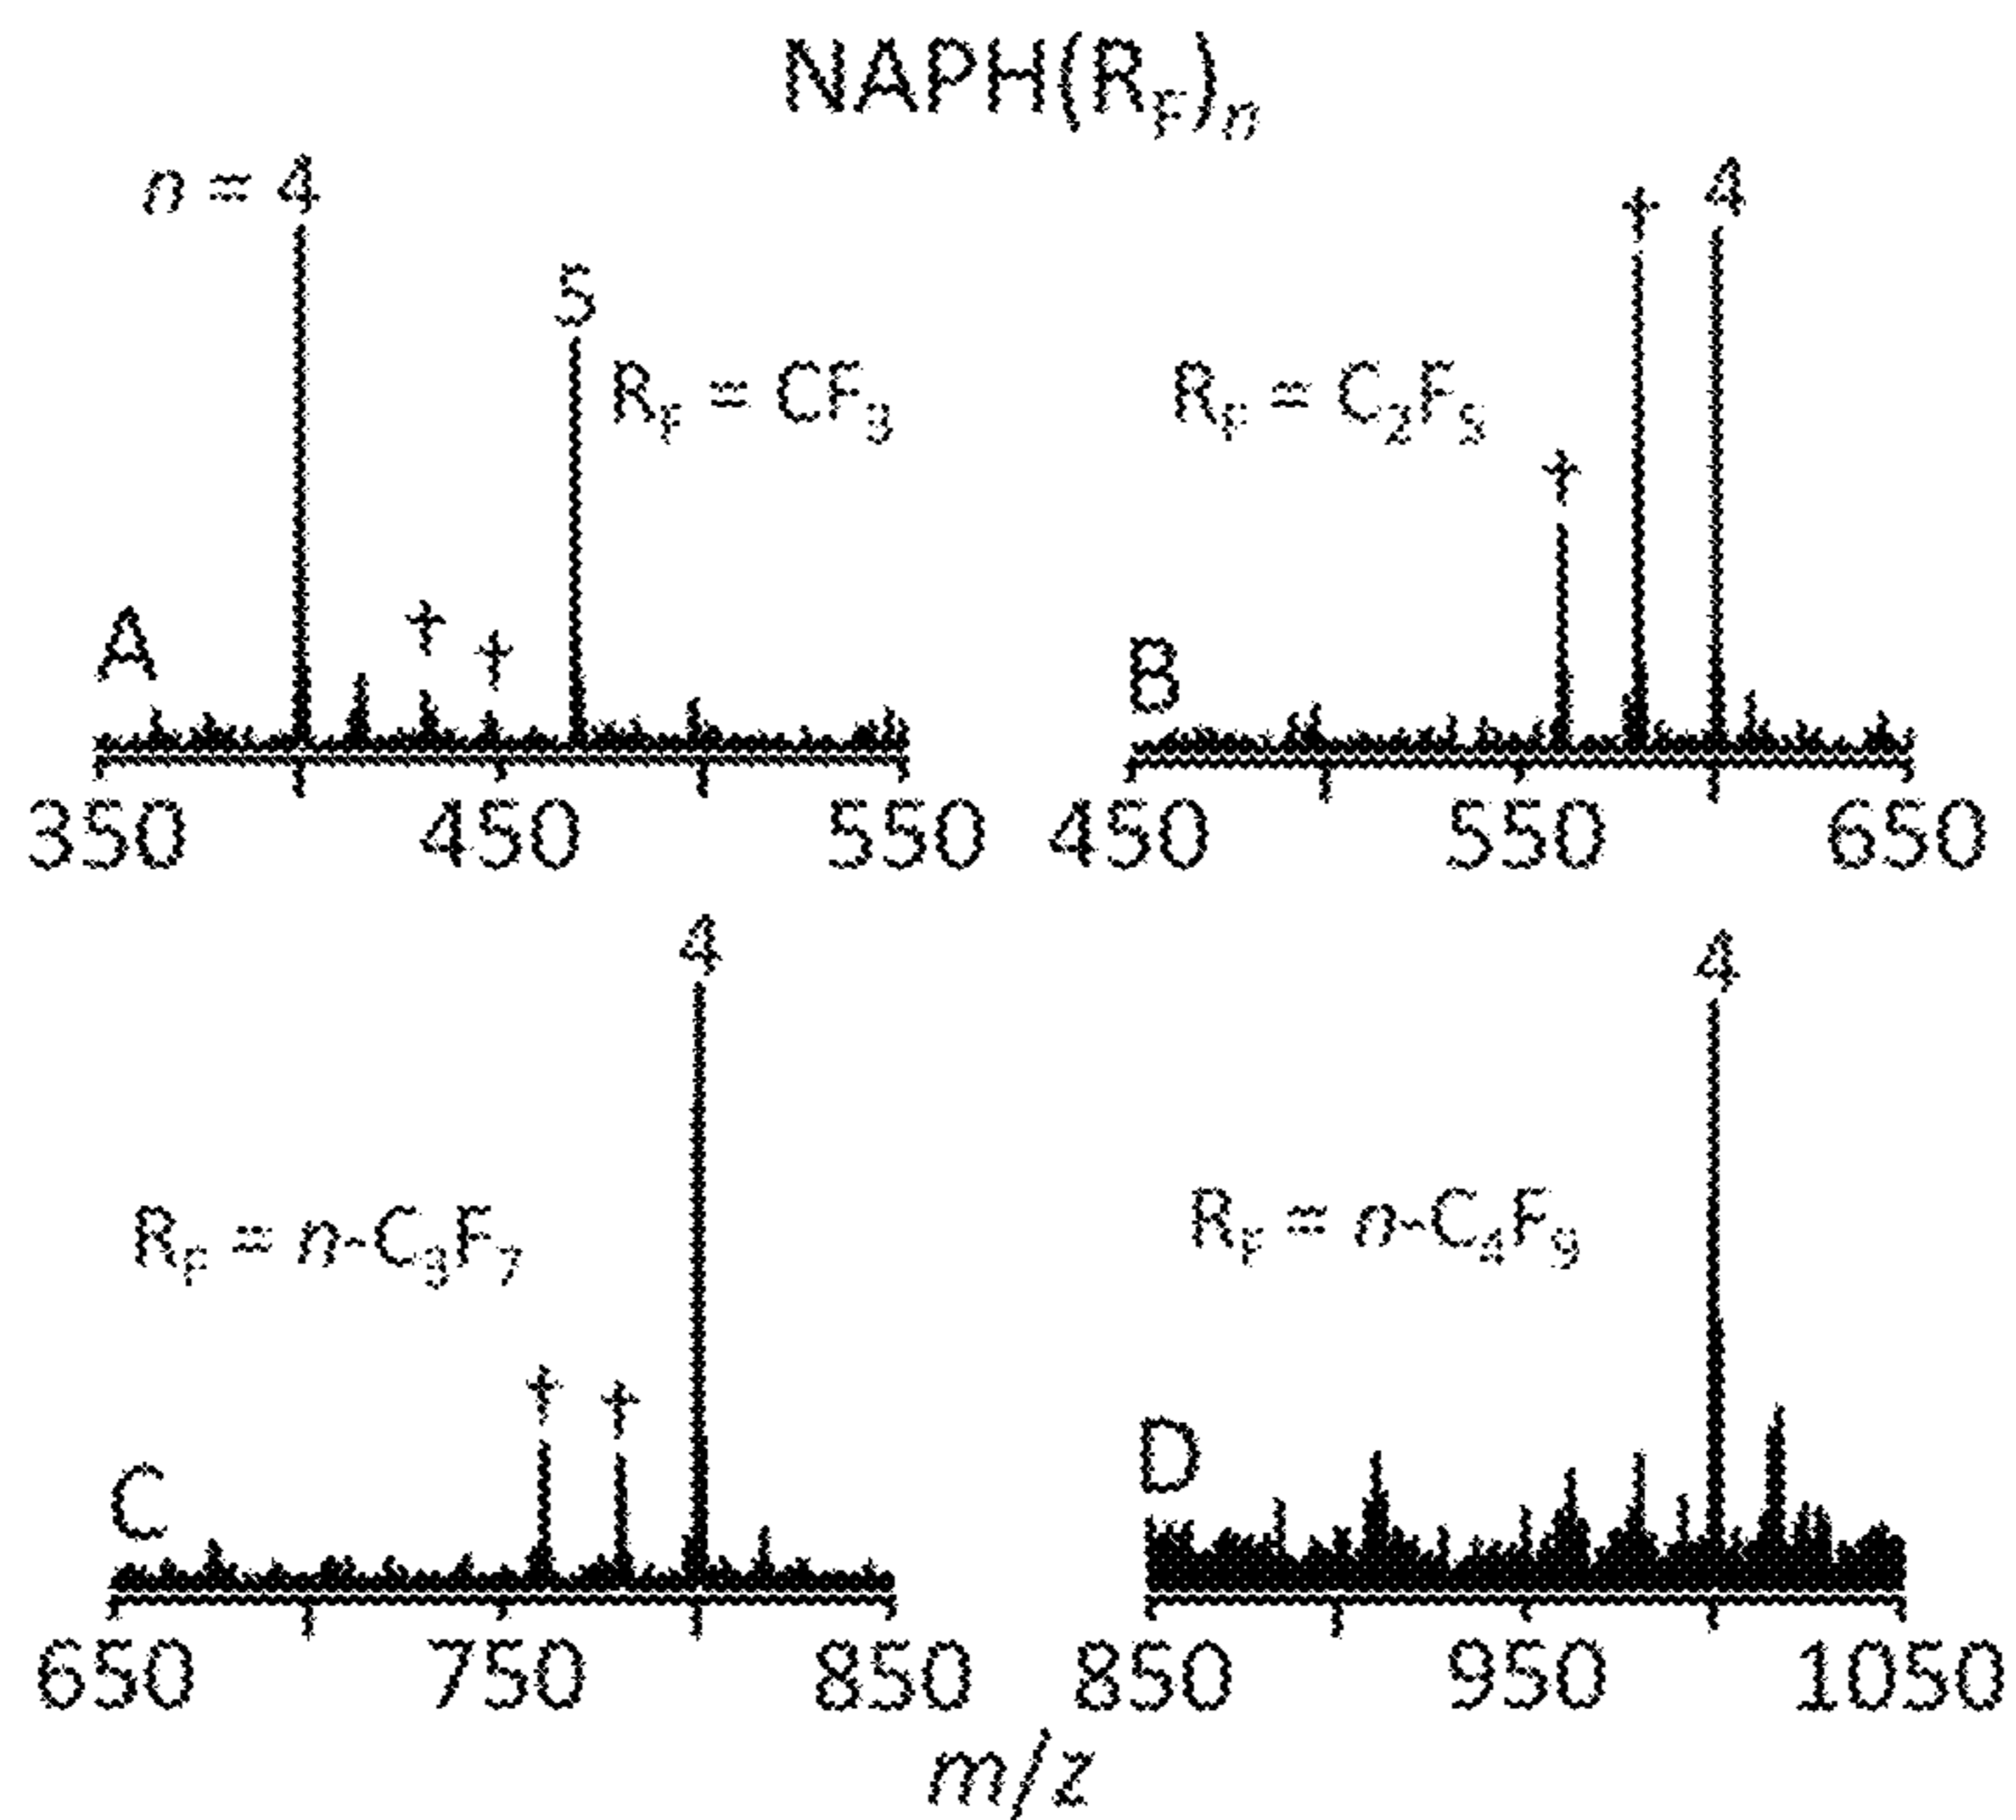 NAPH(R_F)_n
n = 4
5
R_F = CF_3
† †
A
350 450 550
† 4
R_F = C_2F_5
†
B
450 550 650
4
R_F = n-C_3F_7
† †
C
650 750 850
4
R_F = n-C_4F_9
D
850 950 1050
m/z